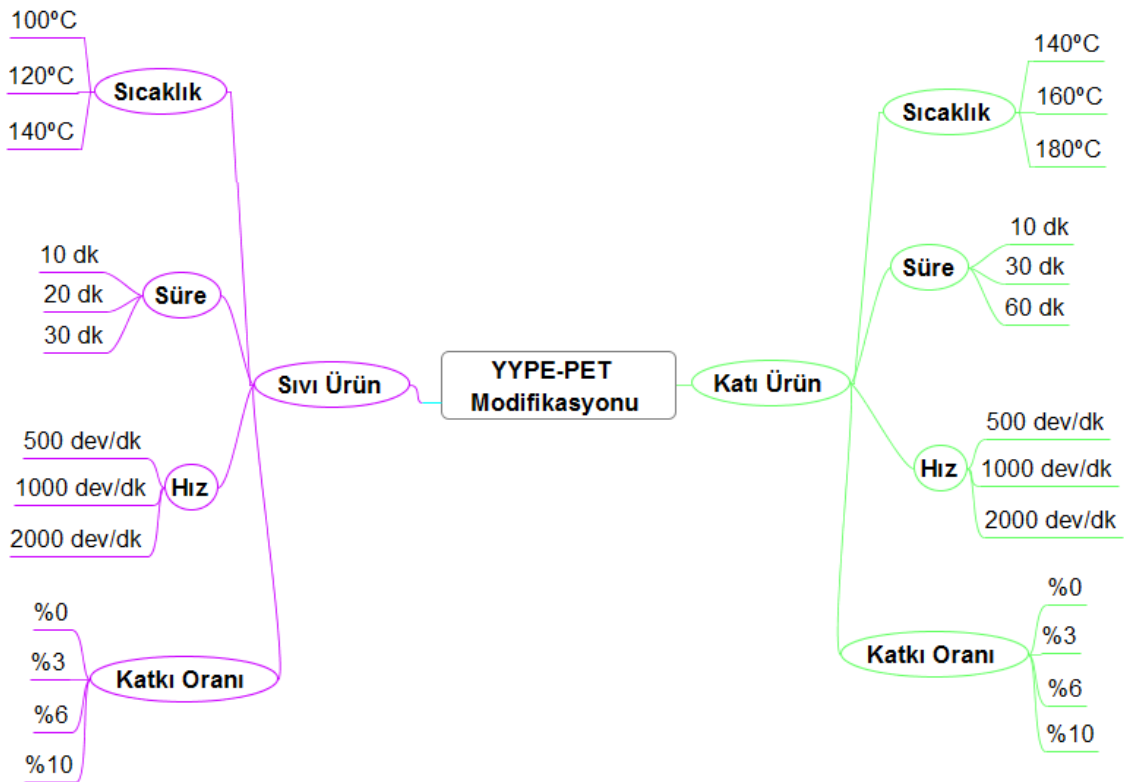 100ºC
120ºC
140ºC
Sıcaklık
10 dk
20 dk
30 dk
Süre
500 dev/dk
1000 dev/dk
2000 dev/dk
Hız
%0
%3
%6
%10
Katkı Oranı
Sıvı Ürün
YYPE-PET
Modifikasyonu
Katı Ürün
Sıcaklık
140ºC
160ºC
180ºC
Süre
10 dk
30 dk
60 dk
Hız
500 dev/dk
1000 dev/dk
2000 dev/dk
Katkı Oranı
%0
%3
%6
%10